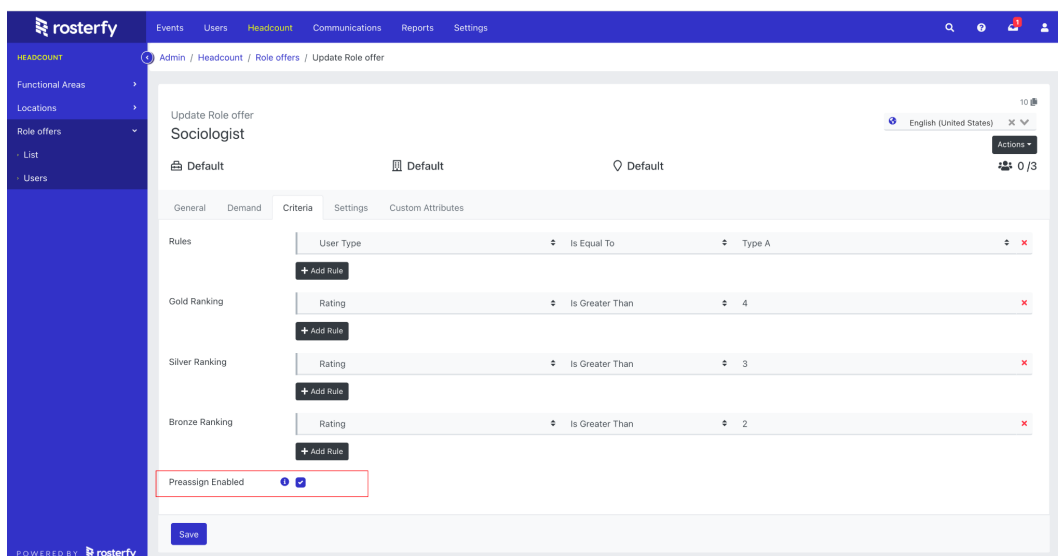 rosterfy Events Users Headcount Communications Reports Settings 1
HEADCOUNT Admin / Headcount / Role offers / Update Role offer
Functional Areas
Locations
Role offers
List
Users
10
Update Role offer
English (United States)
Sociologist
Actions
Default Default Default 0 /3
General Demand Criteria Settings Custom Attributes
Rules User Type Is Equal To Type A
+ Add Rule
Gold Ranking Rating Is Greater Than 4
+ Add Rule
Silver Ranking Rating Is Greater Than 3
+ Add Rule
Bronze Ranking Rating Is Greater Than 2
+ Add Rule
Preassign Enabled
Save
POWERED BY rosterfy